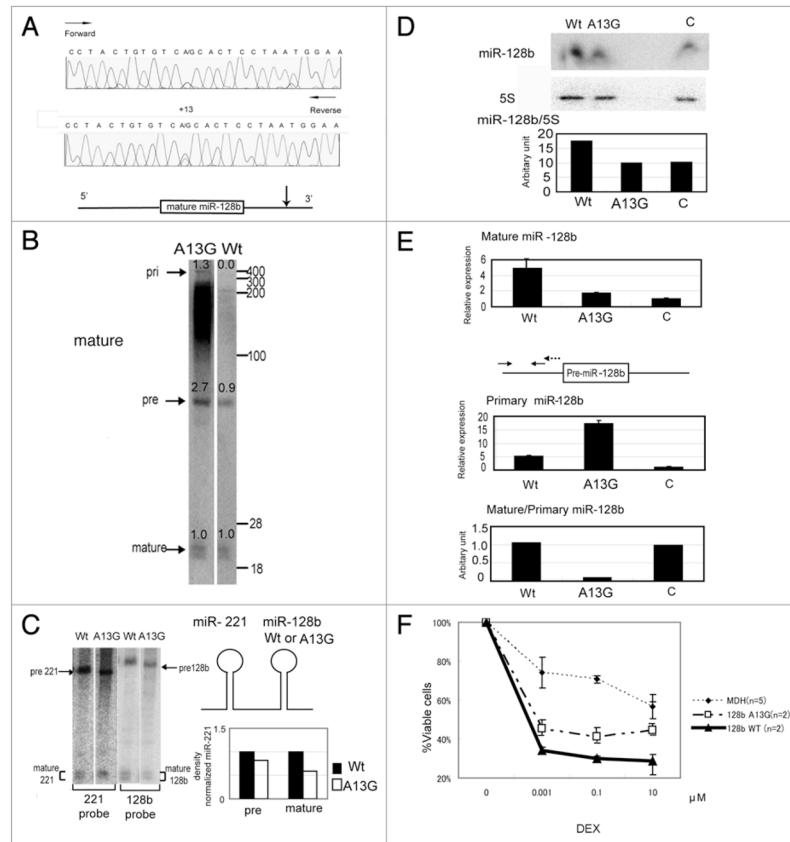 A
Forward
C C T A C T G T G T C AG C A C T C C T A A T G G A A
+13
Reverse
C C T A C T G T G T C AG C A C T C C T A A T G G A A
5'
mature miR-128b
3'
B
A13G Wt
pri
1.3
0.0
400
300
200
mature
100
pre
2.7
0.9
28
mature
1.0
1.0
18
C
Wt A13G Wt A13G
pre 221
pre128b
mature
221
mature
128b
221
probe
128b
probe
miR- 221
miR-128b
Wt or A13G
1.5
0
density
normalized miR-221
pre
mature
Wt
A13G
D
Wt A13G
C
miR-128b
5S
miR-128b/5S
Arbitary unit
20
15
10
5
0
Wt
A13G
C
E
Mature miR -128b
Relative expression
6
4
2
0
Wt
A13G
C
Pre-miR-128b
Primary miR-128b
Relative expression
20
15
10
5
0
Wt
A13G
C
Mature/Primary miR-128b
Arbitary unit
1.5
1.0
0.5
0
Wt
A13G
C
F
%Viable cells
100%
80%
60%
40%
20%
0
0.001
0.1
10
µM
DEX
MDH(n=5)
128b A13G(n=2)
128b WT (n=2)